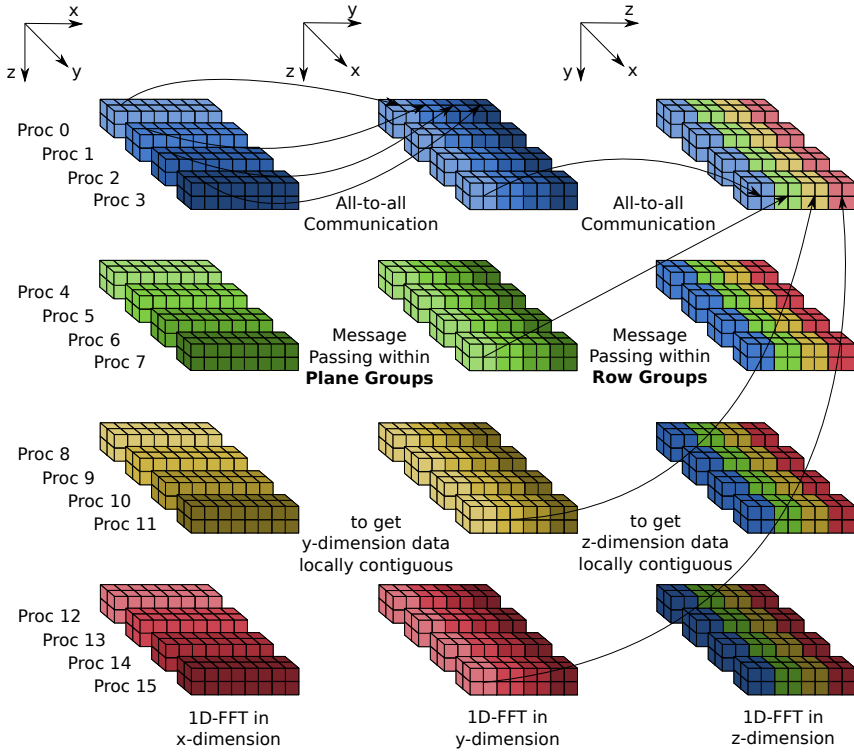 x
y
z
y
x
z
z
x
y
Proc 0
Proc 1
Proc 2
Proc 3
All-to-all
Communication
All-to-all
Communication
Proc 4
Proc 5
Proc 6
Proc 7
Message
Passing within
Plane Groups
Message
Passing within
Row Groups
Proc 8
Proc 9
Proc 10
Proc 11
to get
y-dimension data
locally contiguous
to get
z-dimension data
locally contiguous
Proc 12
Proc 13
Proc 14
Proc 15
1D-FFT in
x-dimension
1D-FFT in
y-dimension
1D-FFT in
z-dimension